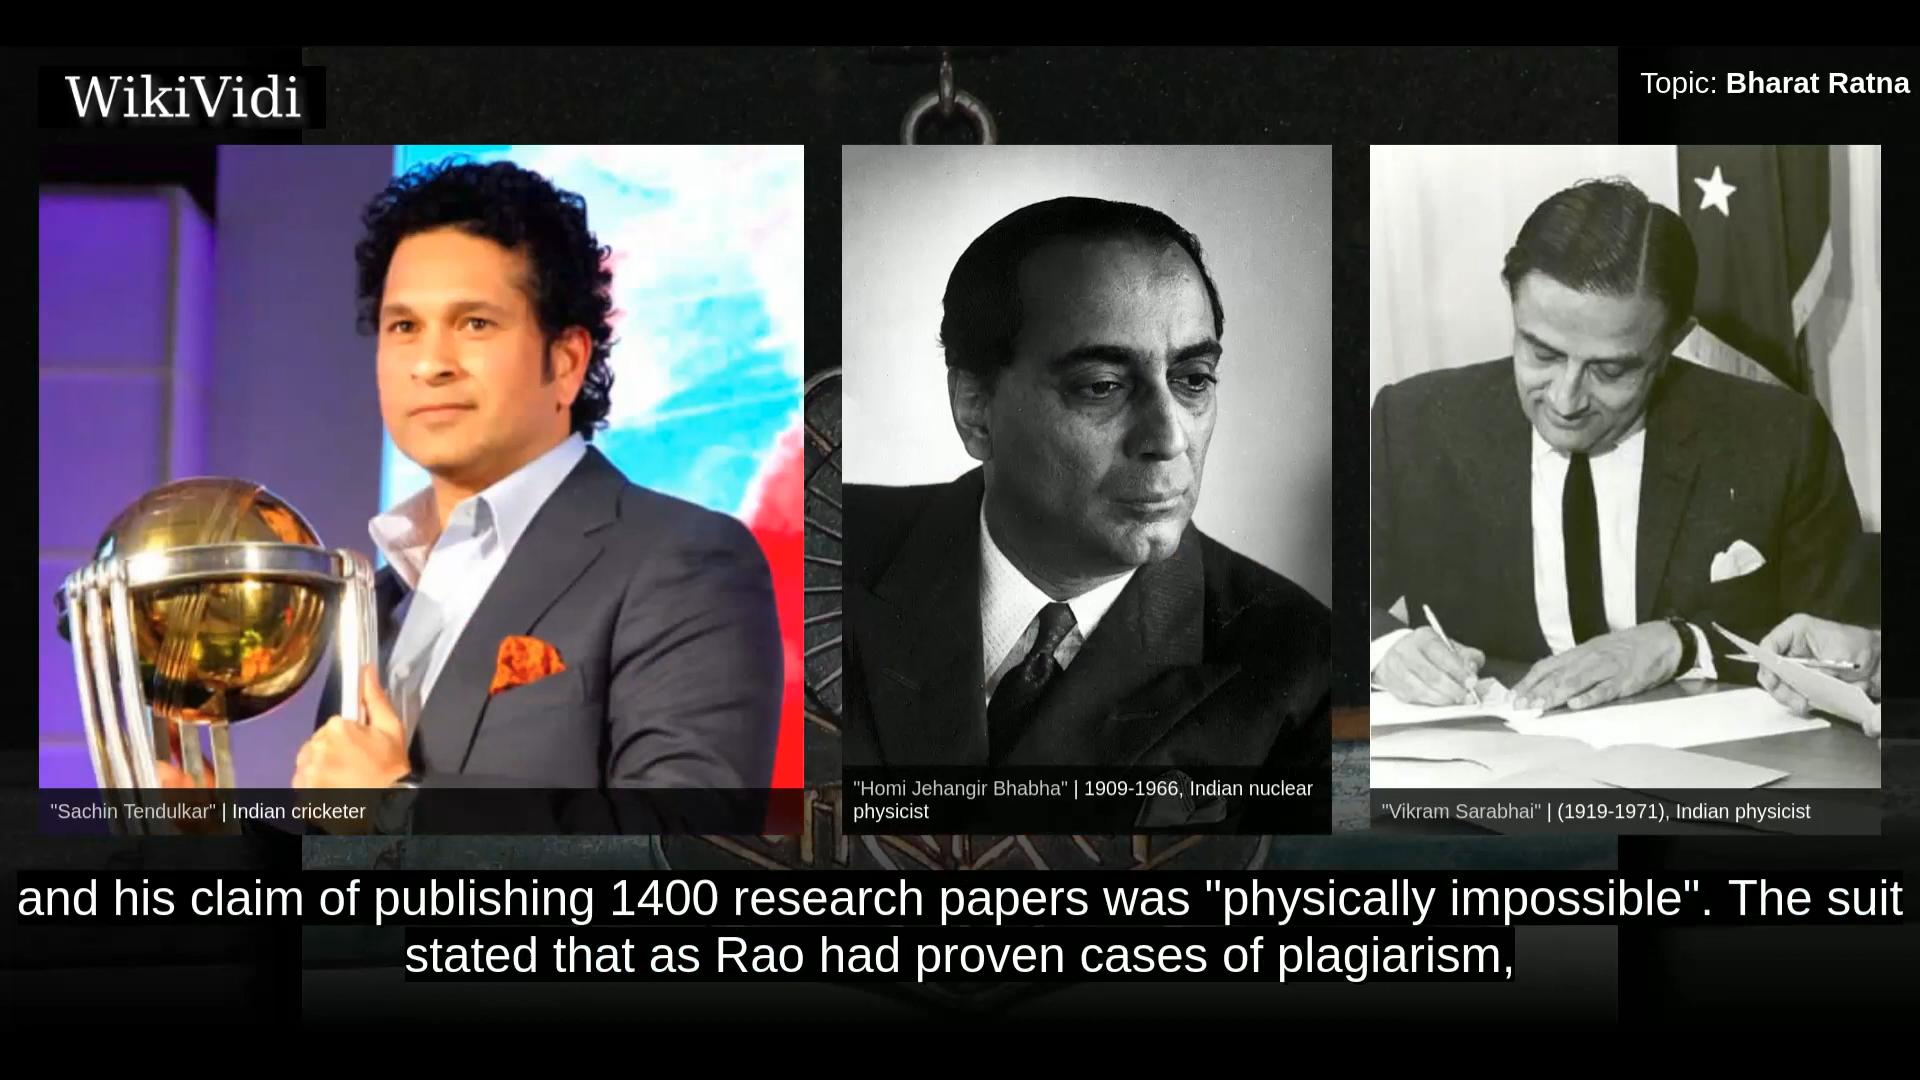 WikiVidi
Topic: Bharat Ratna
"Sachin Tendulkar" | Indian cricketer
"Homi Jehangir Bhabha" | 1909-1966, Indian nuclear
physicist
"Vikram Sarabhai" | (1919-1971), Indian physicist
and his claim of publishing 1400 research papers was "physically impossible". The suit
stated that as Rao had proven cases of plagiarism,